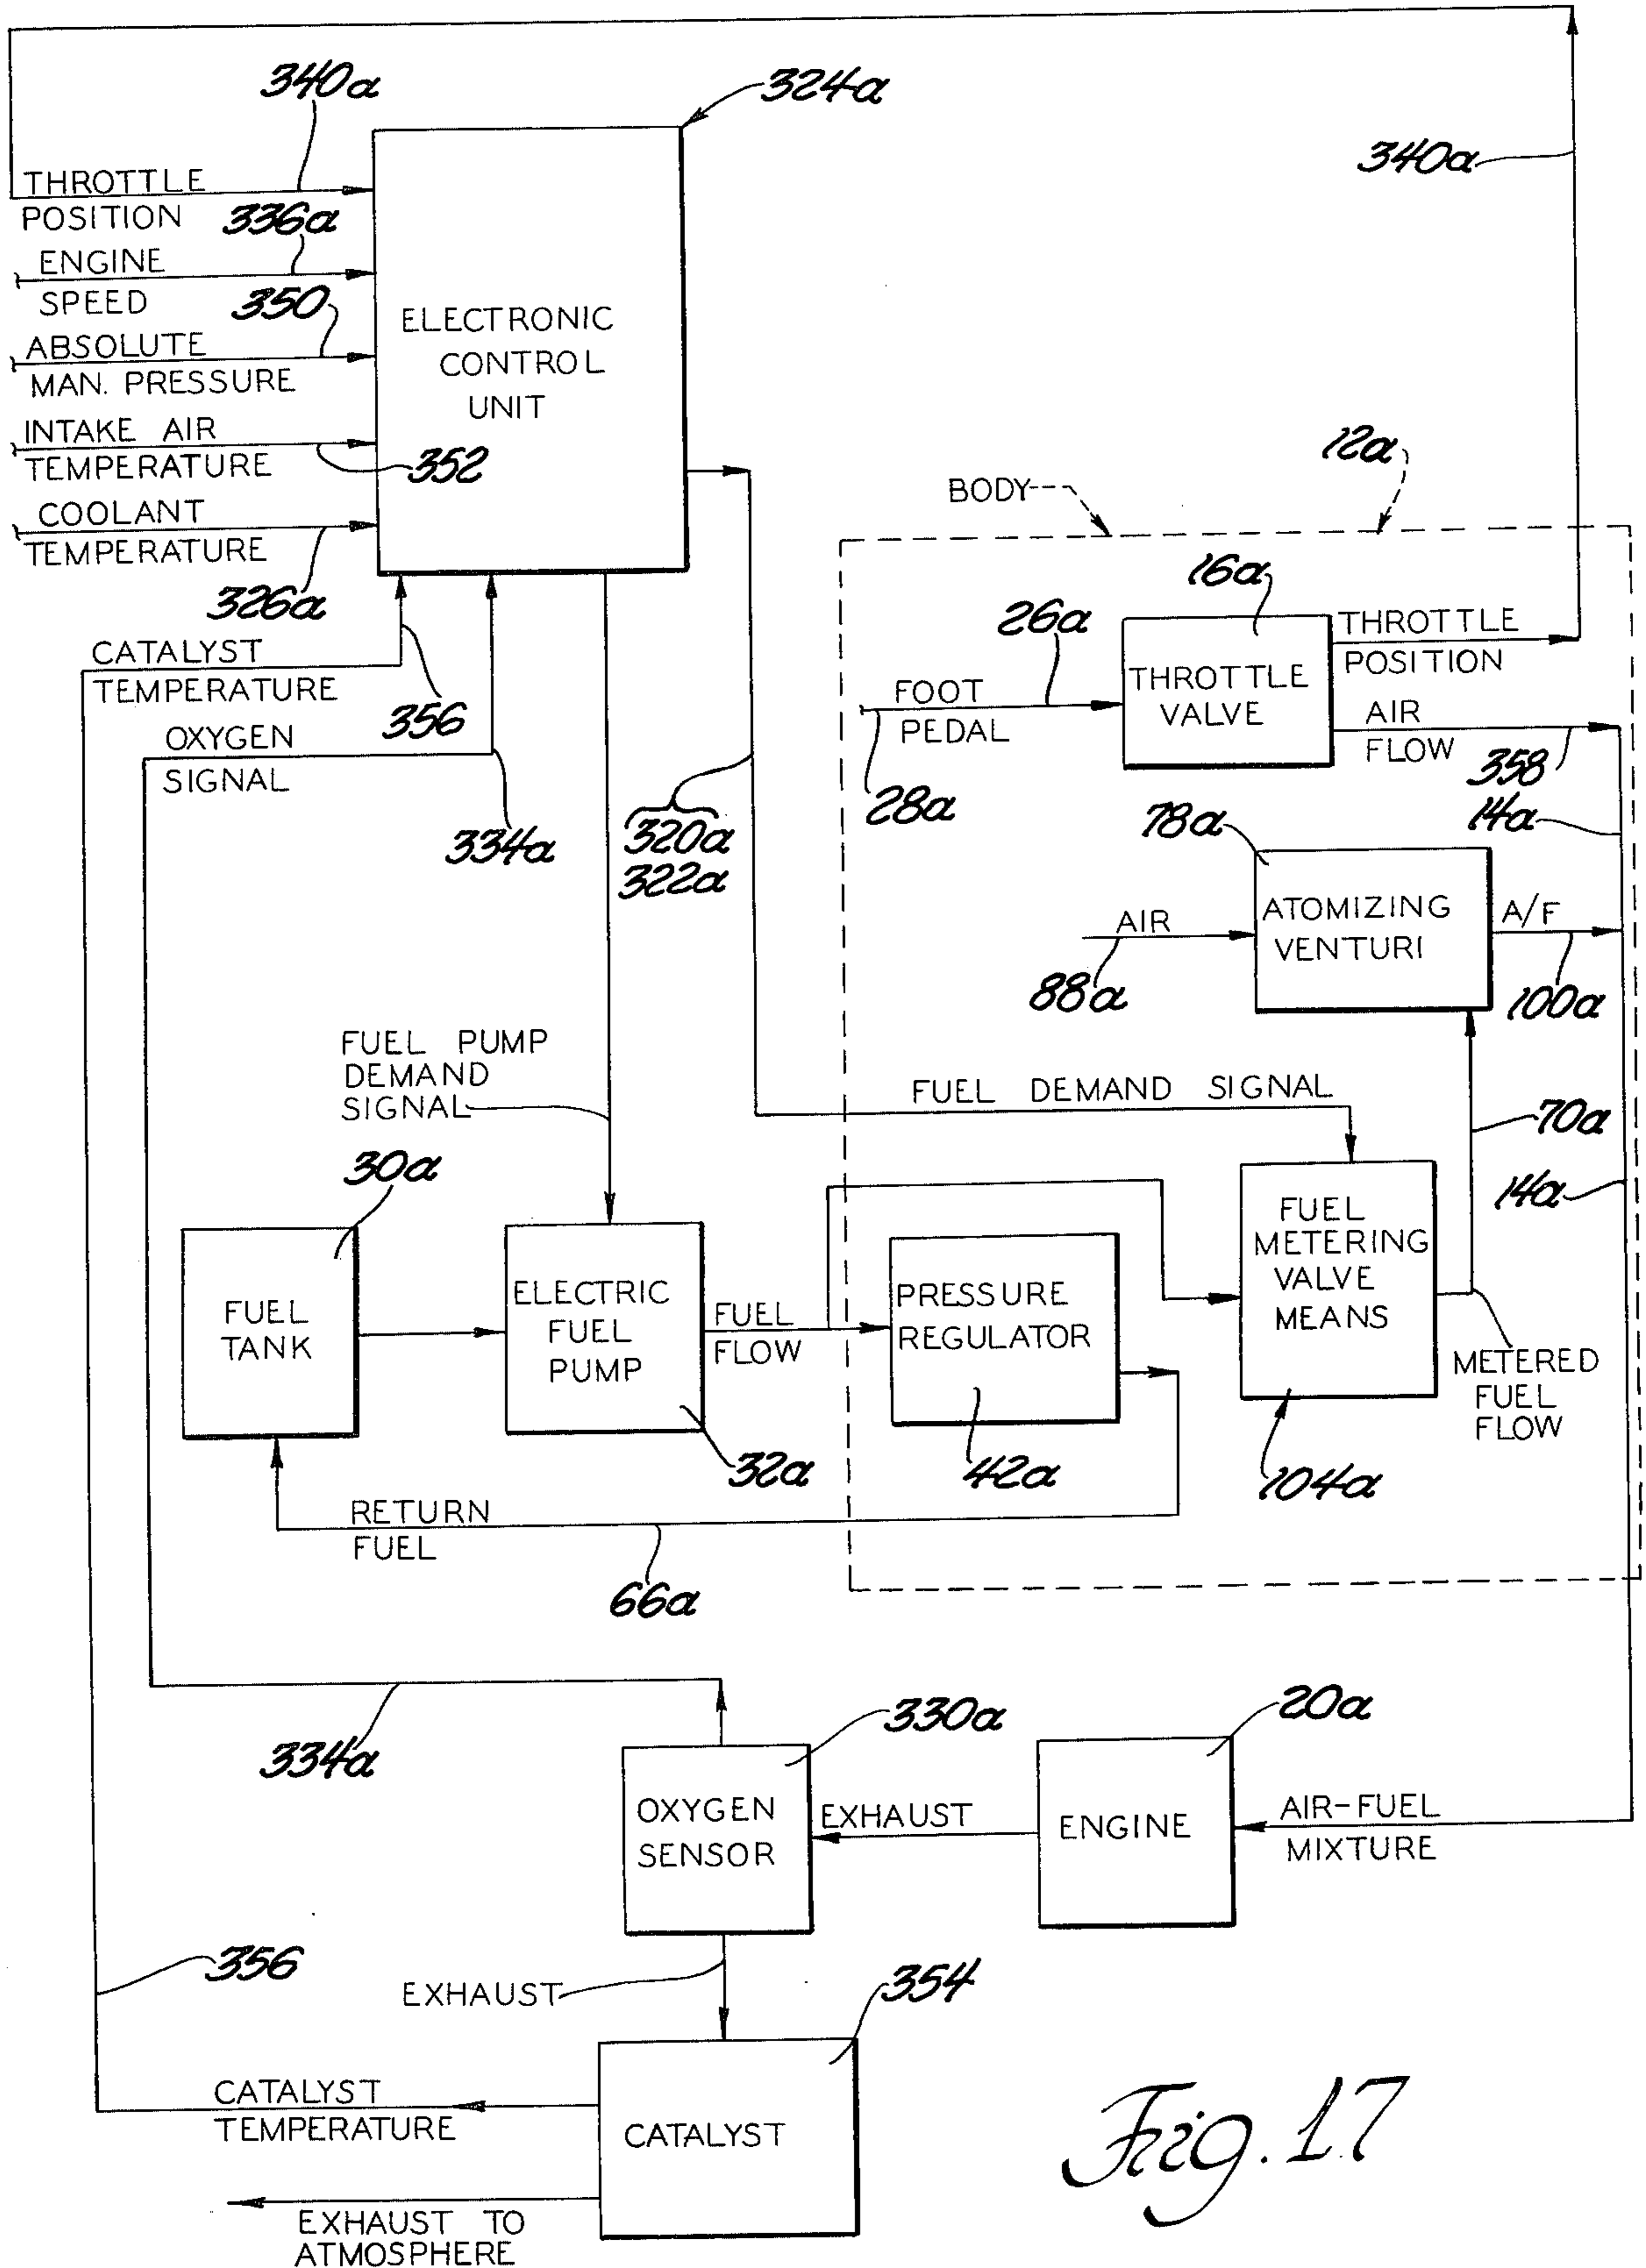 340a
324a
340a
THROTTLE
POSITION
336a
ENGINE
SPEED
350
ABSOLUTE
MAN. PRESSURE
INTAKE AIR
TEMPERATURE
352
COOLANT
TEMPERATURE
326a
ELECTRONIC
CONTROL
UNIT
12a
BODY
16a
26a
THROTTLE
POSITION
THROTTLE
VALVE
FOOT
PEDAL
28a
AIR
FLOW
358
14a
CATALYST
TEMPERATURE
356
OXYGEN
SIGNAL
334a
320a
322a
78a
ATOMIZING
VENTURI
AIR
88a
A/F
100a
FUEL PUMP
DEMAND
SIGNAL
FUEL DEMAND SIGNAL
70a
14a
30a
FUEL
TANK
ELECTRIC
FUEL
PUMP
32a
FUEL
FLOW
PRESSURE
REGULATOR
42a
FUEL
METERING
VALVE
MEANS
104a
METERED
FUEL
FLOW
RETURN
FUEL
66a
334a
330a
20a
OXYGEN
SENSOR
EXHAUST
ENGINE
AIR-FUEL
MIXTURE
356
EXHAUST
354
CATALYST
TEMPERATURE
CATALYST
EXHAUST TO
ATMOSPHERE
Fig. 17